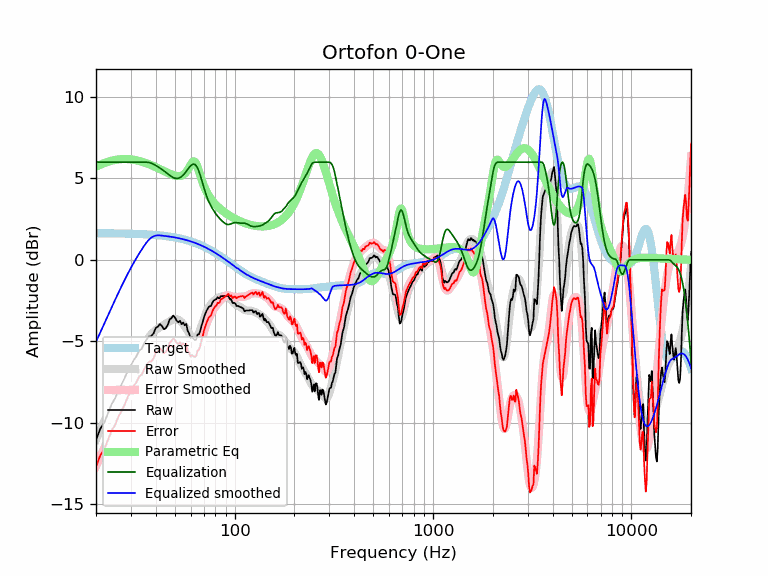 Ortofon 0-One
Amplitude (dBr)
10
5
0
−5
−10
−15
Target
Raw Smoothed
Error Smoothed
Raw
Error
Parametric Eq
Equalization
Equalized smoothed
100
1000
10000
Frequency (Hz)